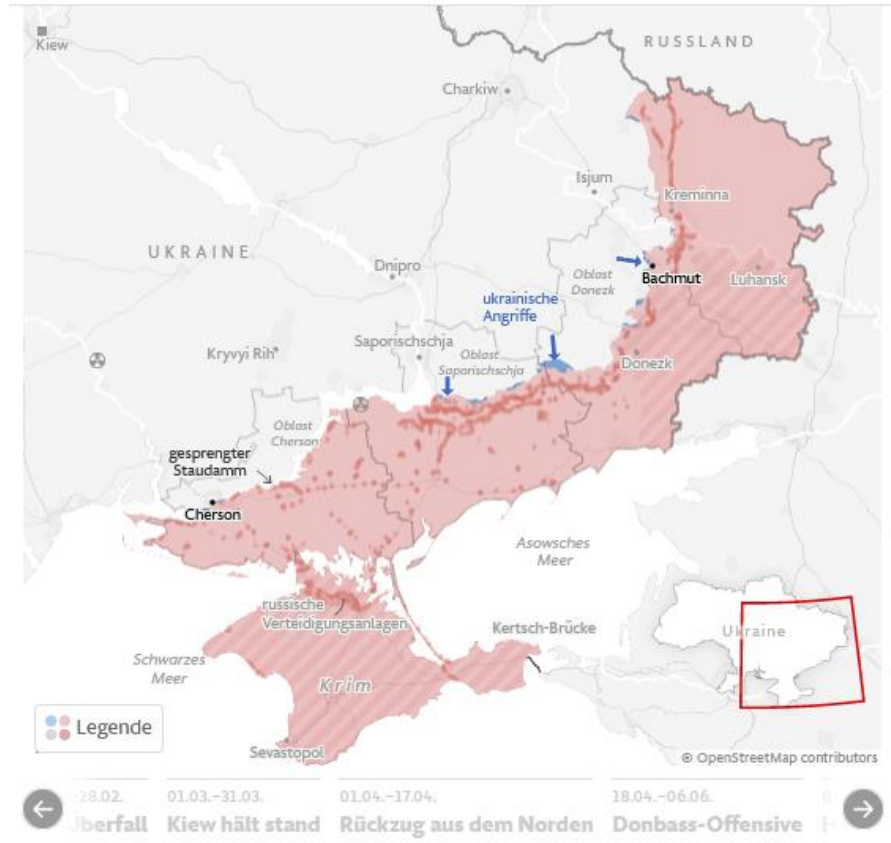 Kiew
RUSSLAND
Charkiw
Isjum
Kreminna
UKRAINE
Dnipro
Oblast
Donezk
Bachmut
Luhansk
ukrainische
Angriffe
Saporischschja
Kryvyi Rih
Oblast
Saporischschja
Donezk
Oblast
Cherson
gesprengter
Staudamm
Cherson
Asowsches
Meer
russische
Verteidigungsanlagen
Kertsch-Brücke
Ukraine
Schwarzes
Meer
Krim
Legende
Sevastopol
© OpenStreetMap contributors
28.02.
01.03.–31.03.
01.04.–17.04.
18.04.–06.06.
berfall
Kiew hält stand
Rückzug aus dem Norden
Donbass-Offensive